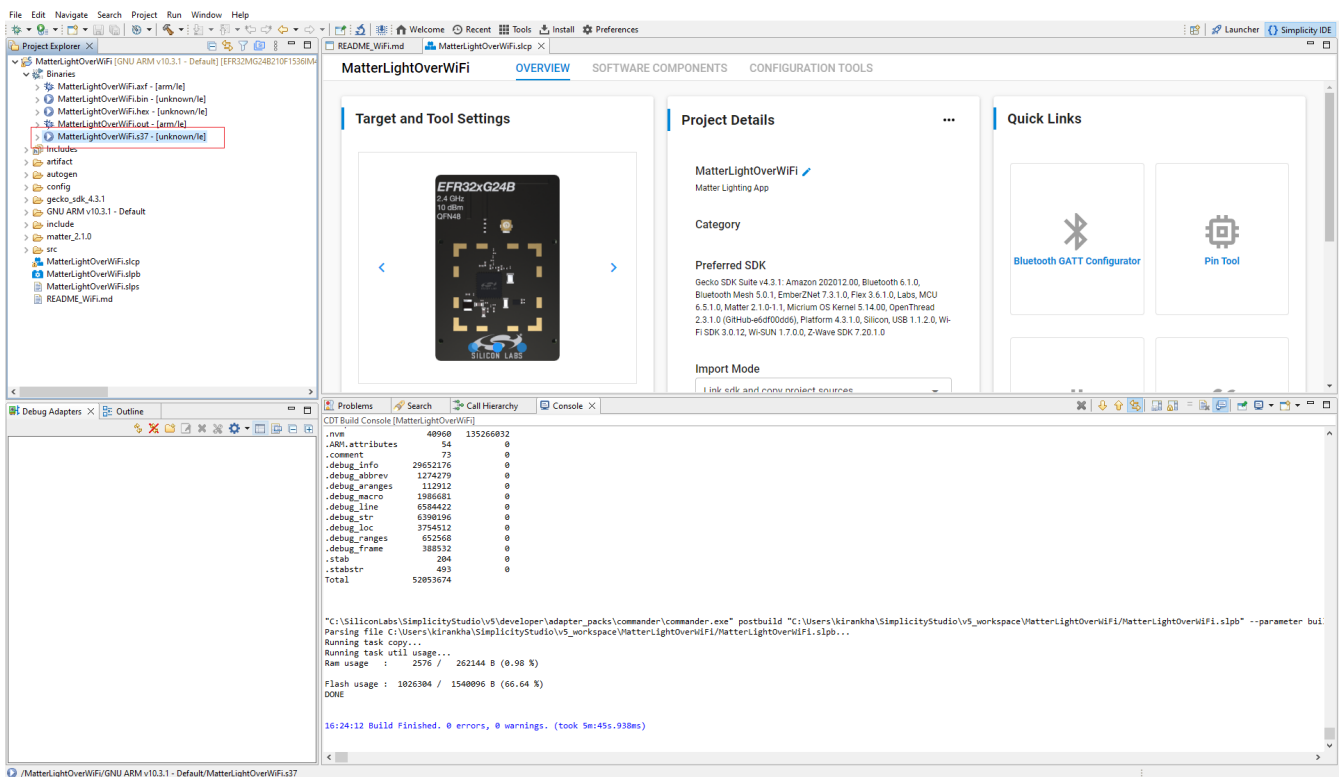 File Edit Navigate Search Project Run Window Help
Welcome Recent Tools Install Preferences Launcher {} Simplicity IDE
Project Explorer
MatterLightOverWiFi [GNU ARM v10.3.1 - Default] [EFR32MG24B210F1536IM4
Binaries
MatterLightOverWiFi.axf - [arm/le]
MatterLightOverWiFi.bin - [unknown/le]
MatterLightOverWiFi.hex - [unknown/le]
MatterLightOverWiFi.out - [arm/le]
MatterLightOverWiFi.s37 - [unknown/le]
Includes
artifact
autogen
config
gecko_sdk_4.3.1
GNU ARM v10.3.1 - Default
include
matter_2.1.0
src
MatterLightOverWiFi.slcp
MatterLightOverWiFi.slpb
MatterLightOverWiFi.slps
README_WiFi.md
README_WiFi.md MatterLightOverWiFi.slcp
MatterLightOverWiFi OVERVIEW SOFTWARE COMPONENTS CONFIGURATION TOOLS
Target and Tool Settings
EFR32xG24B
2.4 GHz
10 dBm
QFN48
SILICON LABS
Project Details
MatterLightOverWiFi
Matter Lighting App
Category
Preferred SDK
Gecko SDK Suite v4.3.1: Amazon 202012.00, Bluetooth 6.1.0,
Bluetooth Mesh 5.0.1, EmberZNet 7.3.1.0, Flex 3.6.1.0, Labs, MCU
6.5.1.0, Matter 2.1.0-1.1, Micrium OS Kernel 5.14.00, OpenThread
2.3.1.0 (GitHub-e6df00dd6), Platform 4.3.1.0, Silicon, USB 1.1.2.0, Wi-
Fi SDK 3.0.12, Wi-SUN 1.7.0.0, Z-Wave SDK 7.20.1.0
Import Mode
Link sdk and copy project sources
Quick Links
Bluetooth GATT Configurator
Pin Tool
Debug Adapters Outline
Problems Search Call Hierarchy Console
CDT Build Console [MatterLightOverWiFi]
.nvm 40960 135266032
.ARM.attributes 54 0
.comment 73 0
.debug_info 29652176 0
.debug_abbrev 1274279 0
.debug_aranges 112912 0
.debug_macro 1986681 0
.debug_line 6584422 0
.debug_str 6390196 0
.debug_loc 3754512 0
.debug_ranges 652568 0
.debug_frame 388532 0
.stab 204 0
.stabstr 493 0
Total 52053674
"C:\SiliconLabs\SimplicityStudio\v5\developer\adapter_packs\commander\commander.exe" postbuild "C:\Users\kirankha\SimplicityStudio\v5_workspace\MatterLightOverWiFi/MatterLightOverWiFi.slpb" --parameter bui
Parsing file C:\Users\kirankha\SimplicityStudio\v5_workspace\MatterLightOverWiFi/MatterLightOverWiFi.slpb...
Running task copy...
Running task util usage...
Ram usage : 2576 / 262144 B (0.98 %)
Flash usage : 1026304 / 1540096 B (66.64 %)
DONE
16:24:12 Build Finished. 0 errors, 0 warnings. (took 5m:45s.938ms)
/MatterLightOverWiFi/GNU ARM v10.3.1 - Default/MatterLightOverWiFi.s37